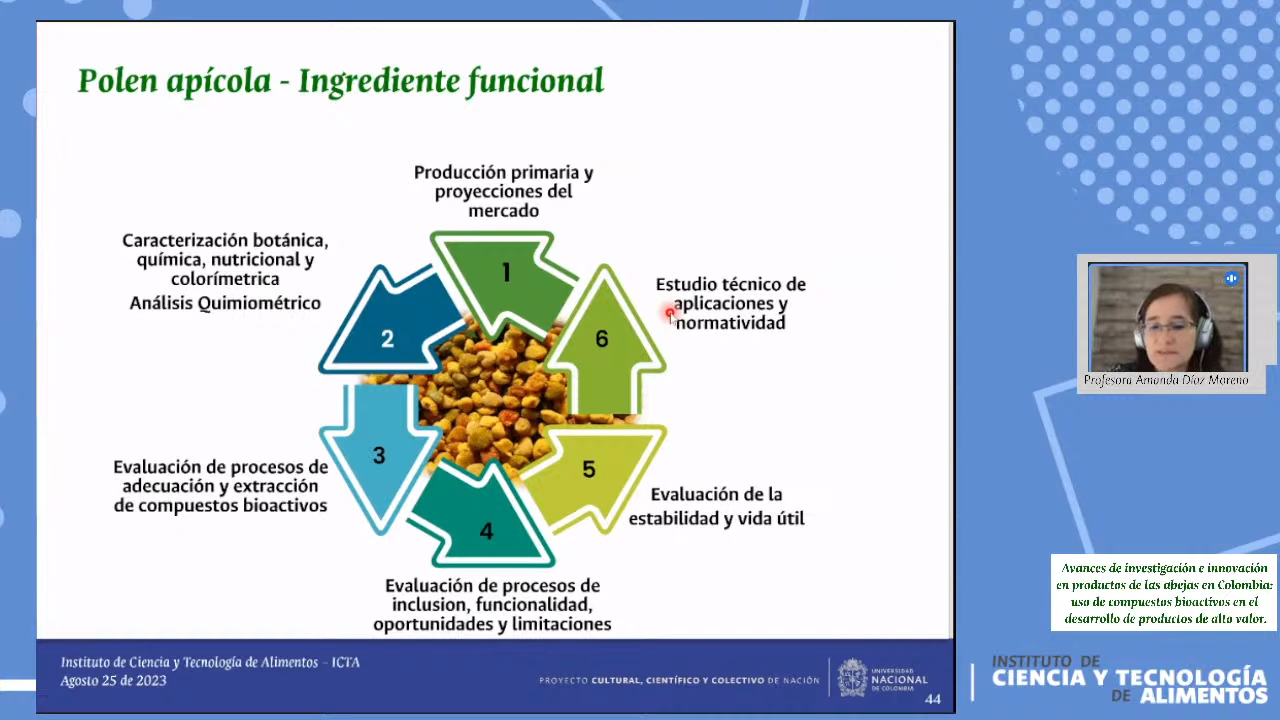 Polen apícola - Ingrediente funcional
Producción primaria y
proyecciones del
mercado
Caracterización botánica,
química, nutricional y
colorímetrica
Análisis Quimiométrico
Estudio técnico de
aplicaciones y
normatividad
1
2
6
3
5
4
Evaluación de procesos de
adecuación y extracción
de compuestos bioactivos
Evaluación de la
estabilidad y vida útil
Evaluación de procesos de
inclusion, funcionalidad,
oportunidades y limitaciones
Instituto de Ciencia y Tecnología de Alimentos – ICTA
Agosto 25 de 2023
PROYECTO CULTURAL, CIENTÍFICO Y COLECTIVO DE NACIÓN
UNIVERSIDAD
NACIONAL
DE COLOMBIA
44
Profesora Amanda Díaz Moreno
Avances de investigación e innovación
en productos de las abejas en Colombia:
uso de compuestos bioactivos en el
desarrollo de productos de alto valor.
INSTITUTO DE
CIENCIA Y TECNOLOGÍA
DE ALIMENTOS